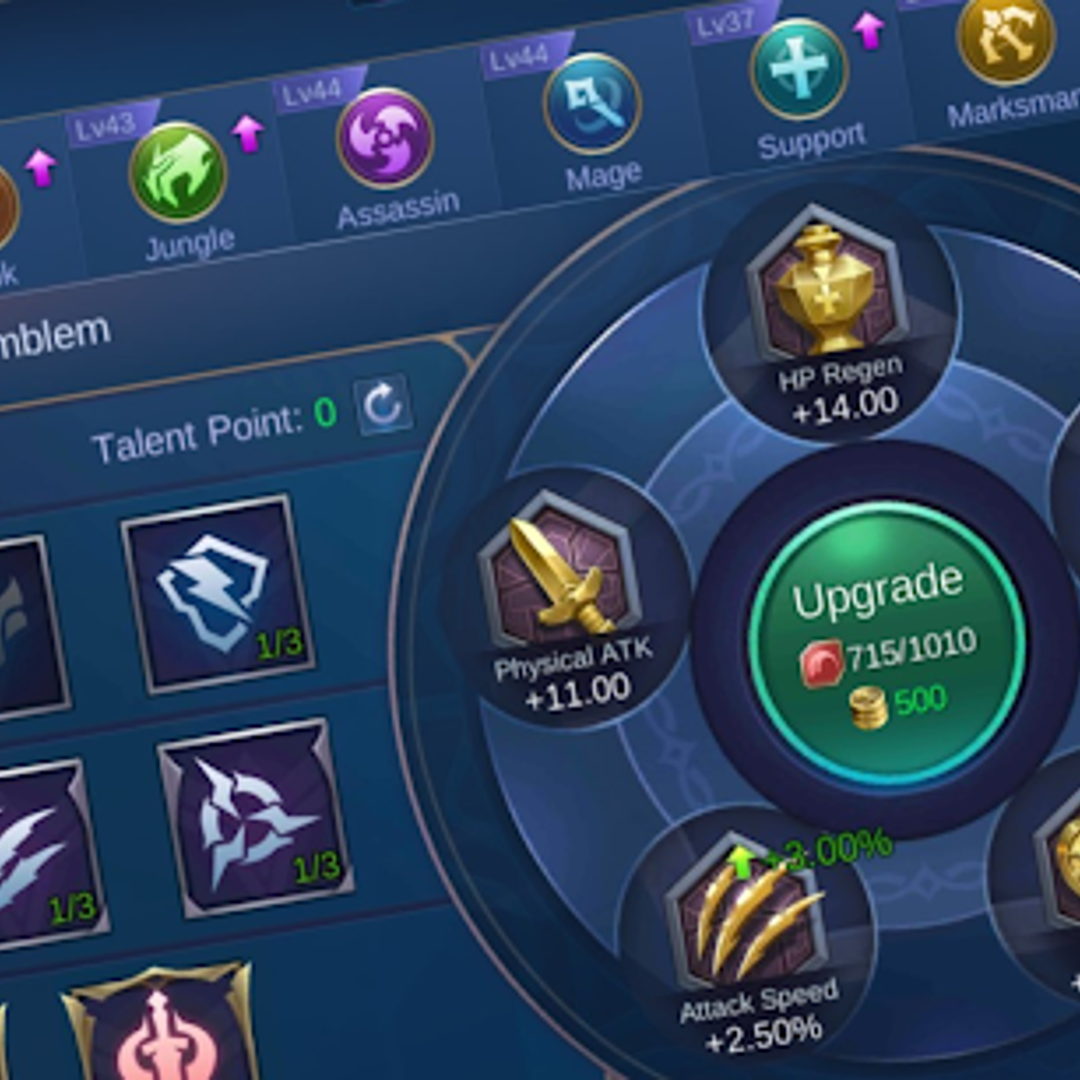 Lv43
Lv44
Lv44
Lv37
Jungle
Assassin
Mage
Support
Marksman
mblem
Talent Point: 0
HP Regen
+14.00
1/3
Physical ATK
+11.00
Upgrade
715/1010
500
1/3
1/3
+3.00%
Attack Speed
+2.50%